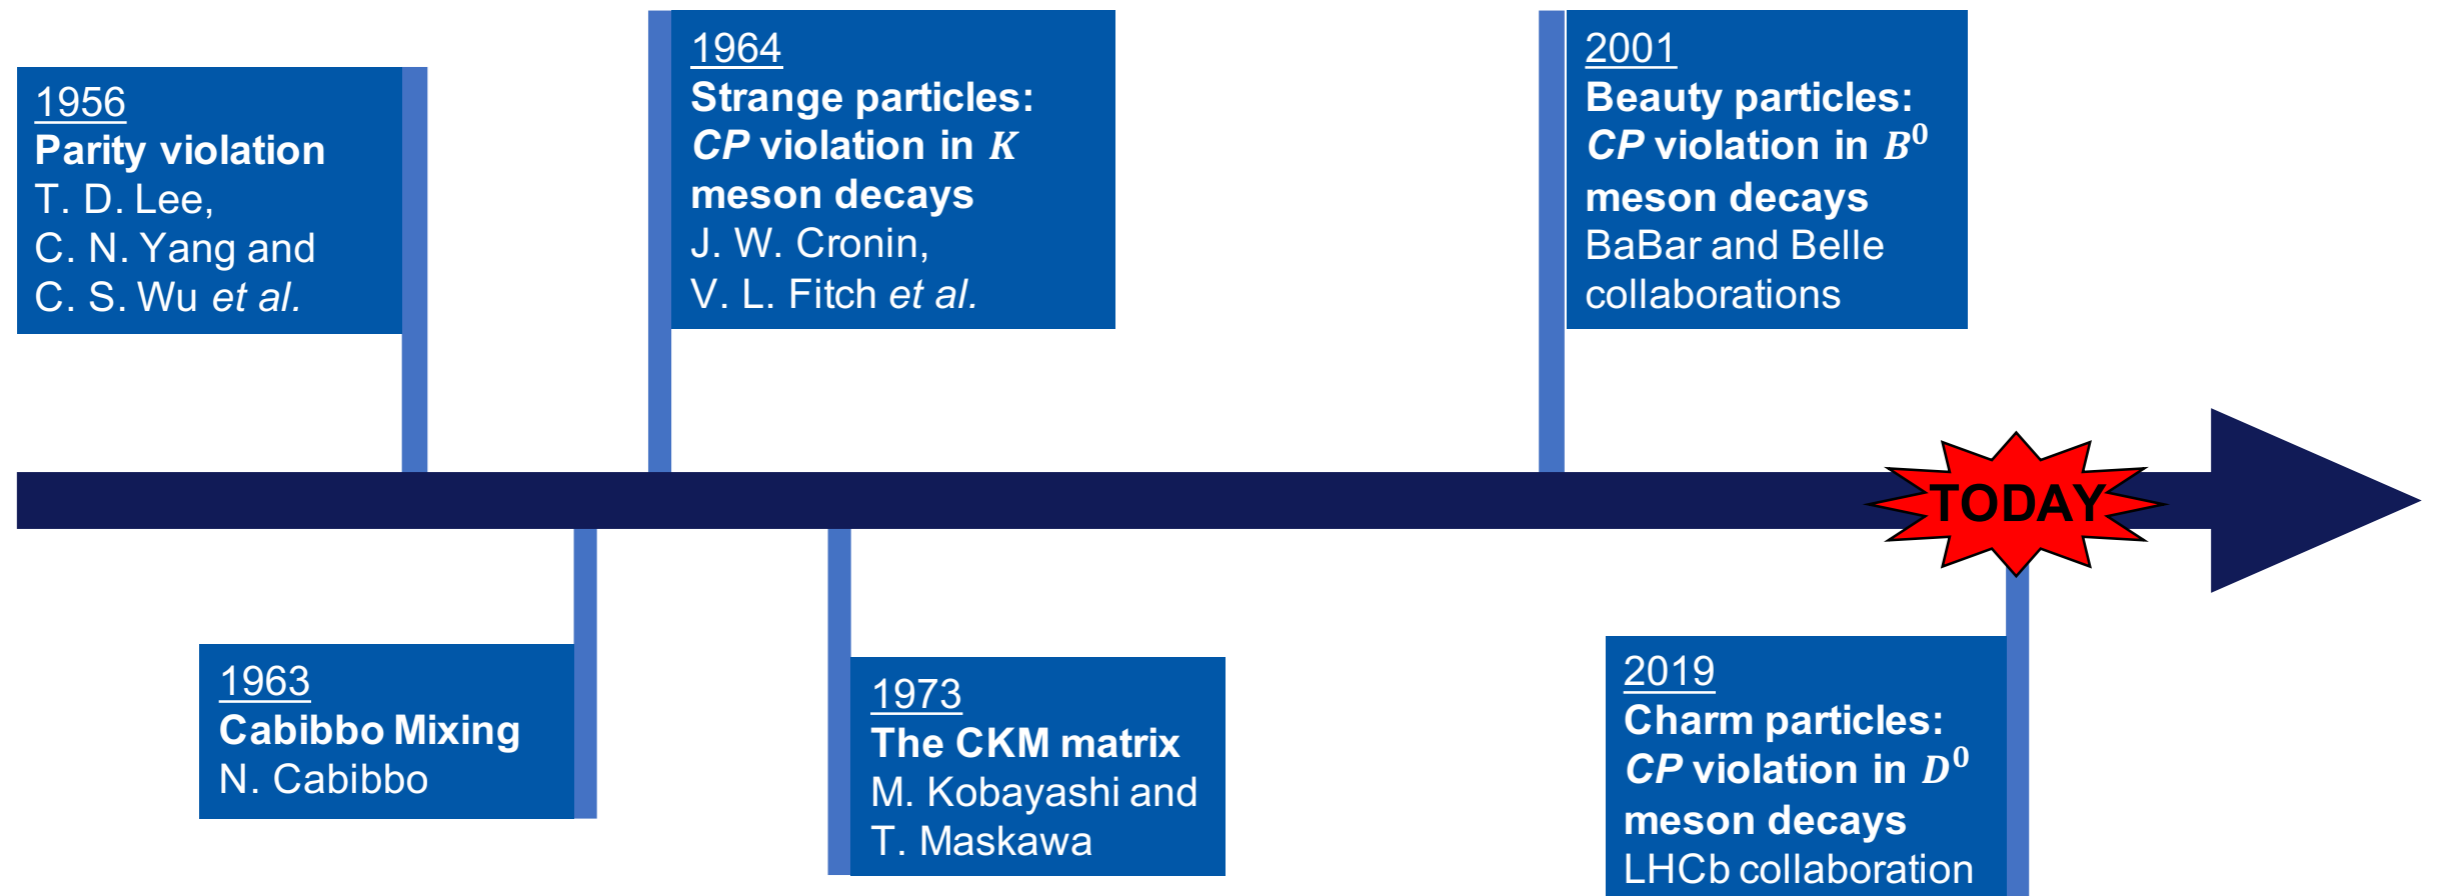 1956
Parity violation
T. D. Lee,
C. N. Yang and
C. S. Wu et al.
1964
Strange particles:
CP violation in K
meson decays
J. W. Cronin,
V. L. Fitch et al.
2001
Beauty particles:
CP violation in B⁰
meson decays
BaBar and Belle
collaborations
TODAY
1963
Cabibbo Mixing
N. Cabibbo
1973
The CKM matrix
M. Kobayashi and
T. Maskawa
2019
Charm particles:
CP violation in D⁰
meson decays
LHCb collaboration